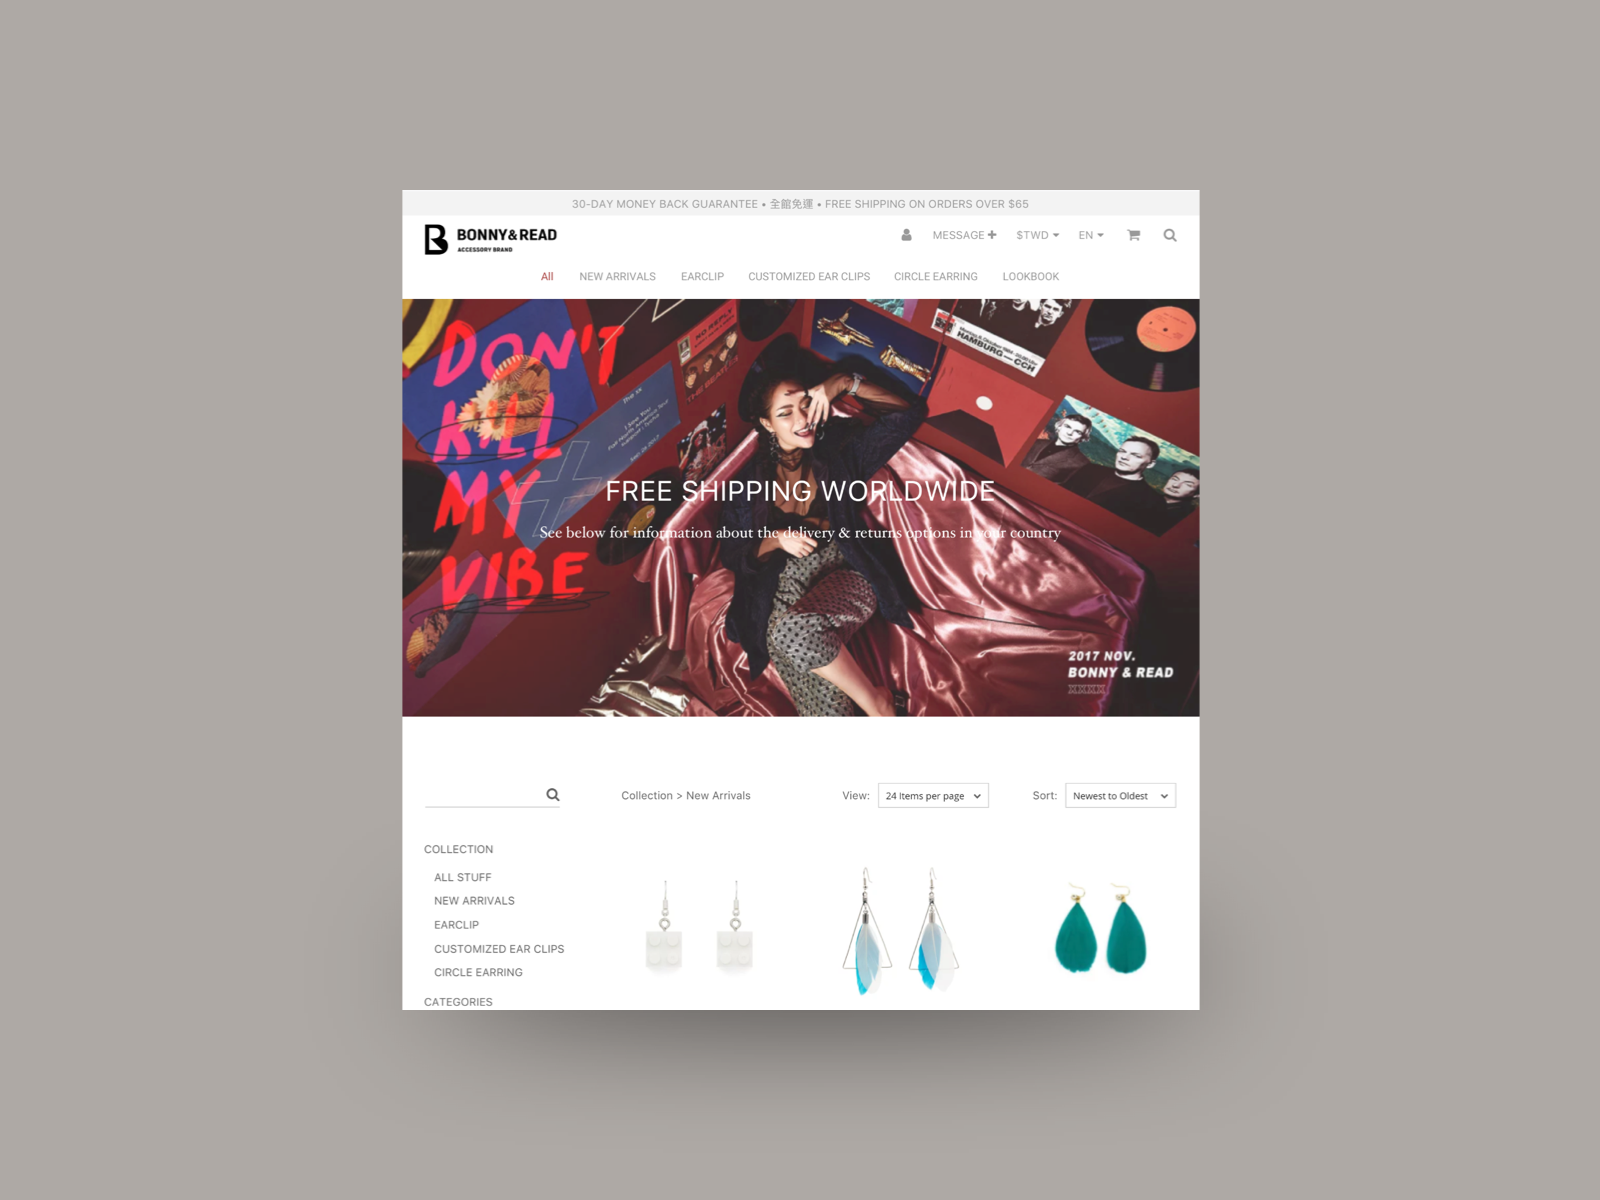 30-DAY MONEY BACK GUARANTEE • 全館免運 • FREE SHIPPING ON ORDERS OVER $65
BONNY&READ
ACCESSORY BRAND
MESSAGE
$TWD
EN
All
NEW ARRIVALS
EARCLIP
CUSTOMIZED EAR CLIPS
CIRCLE EARRING
LOOKBOOK
DON'T
KILL
MY
VIBE
NO REPLY
THE BEATLES
HAMBURG—CCH
FREE SHIPPING WORLDWIDE
See below for information about the delivery & returns options in your country
2017 NOV.
BONNY & READ
Collection > New Arrivals
View:
24 Items per page
Sort:
Newest to Oldest
COLLECTION
ALL STUFF
NEW ARRIVALS
EARCLIP
CUSTOMIZED EAR CLIPS
CIRCLE EARRING
CATEGORIES